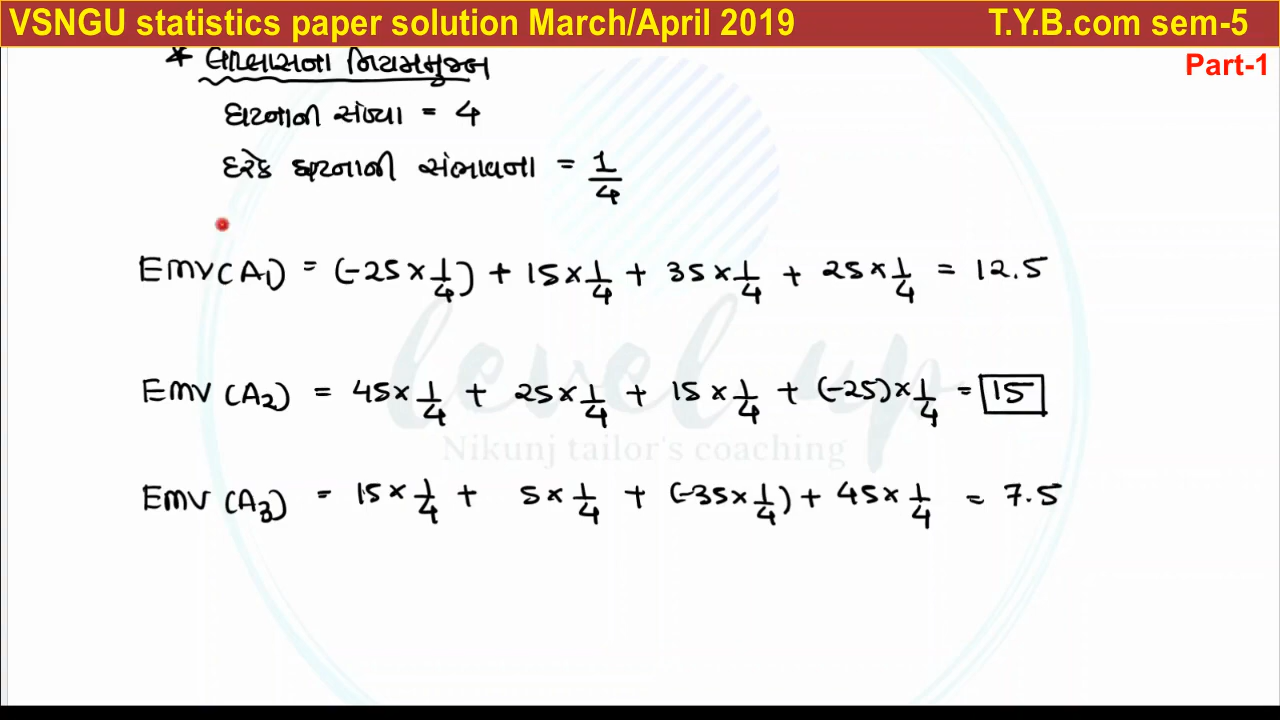 VSNGU statistics paper solution March/April 2019 T.Y.B.com sem-5
Part-1
* લાપ્લાસના નિયમમુજબ
ઘટનાની સંખ્યા = 4
દરેક ઘટનાની સંભાવના = 1/4
EMV(A1) = (-25 × 1/4) + 15 × 1/4 + 35 × 1/4 + 25 × 1/4 = 12.5
EMV (A2) = 45 × 1/4 + 25 × 1/4 + 15 × 1/4 + (-25) × 1/4 = 15
EMV (A3) = 15 × 1/4 + 5 × 1/4 + (-35 × 1/4) + 45 × 1/4 = 7.5
level up
Nikunj tailor's coaching